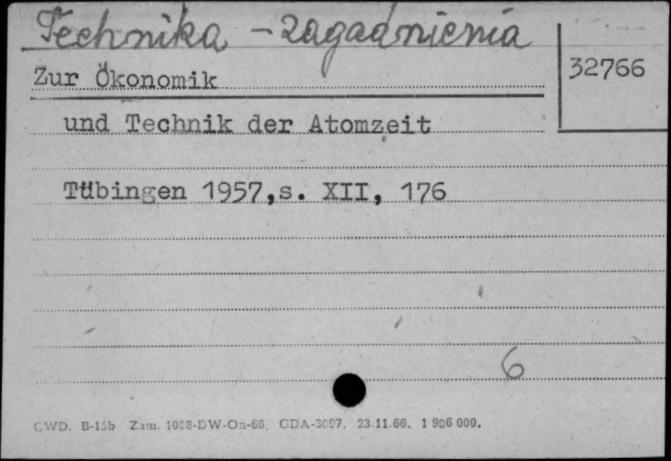 Technika - zagadnienia
32766
Zur Ökonomik
und Technik der Atomzeit
Tübingen 1957,s. XII, 176
6
CWD. B-15b Zam. 1008-DW-Oa-66, CDA-3097. 23.11.66. 1 906 000.